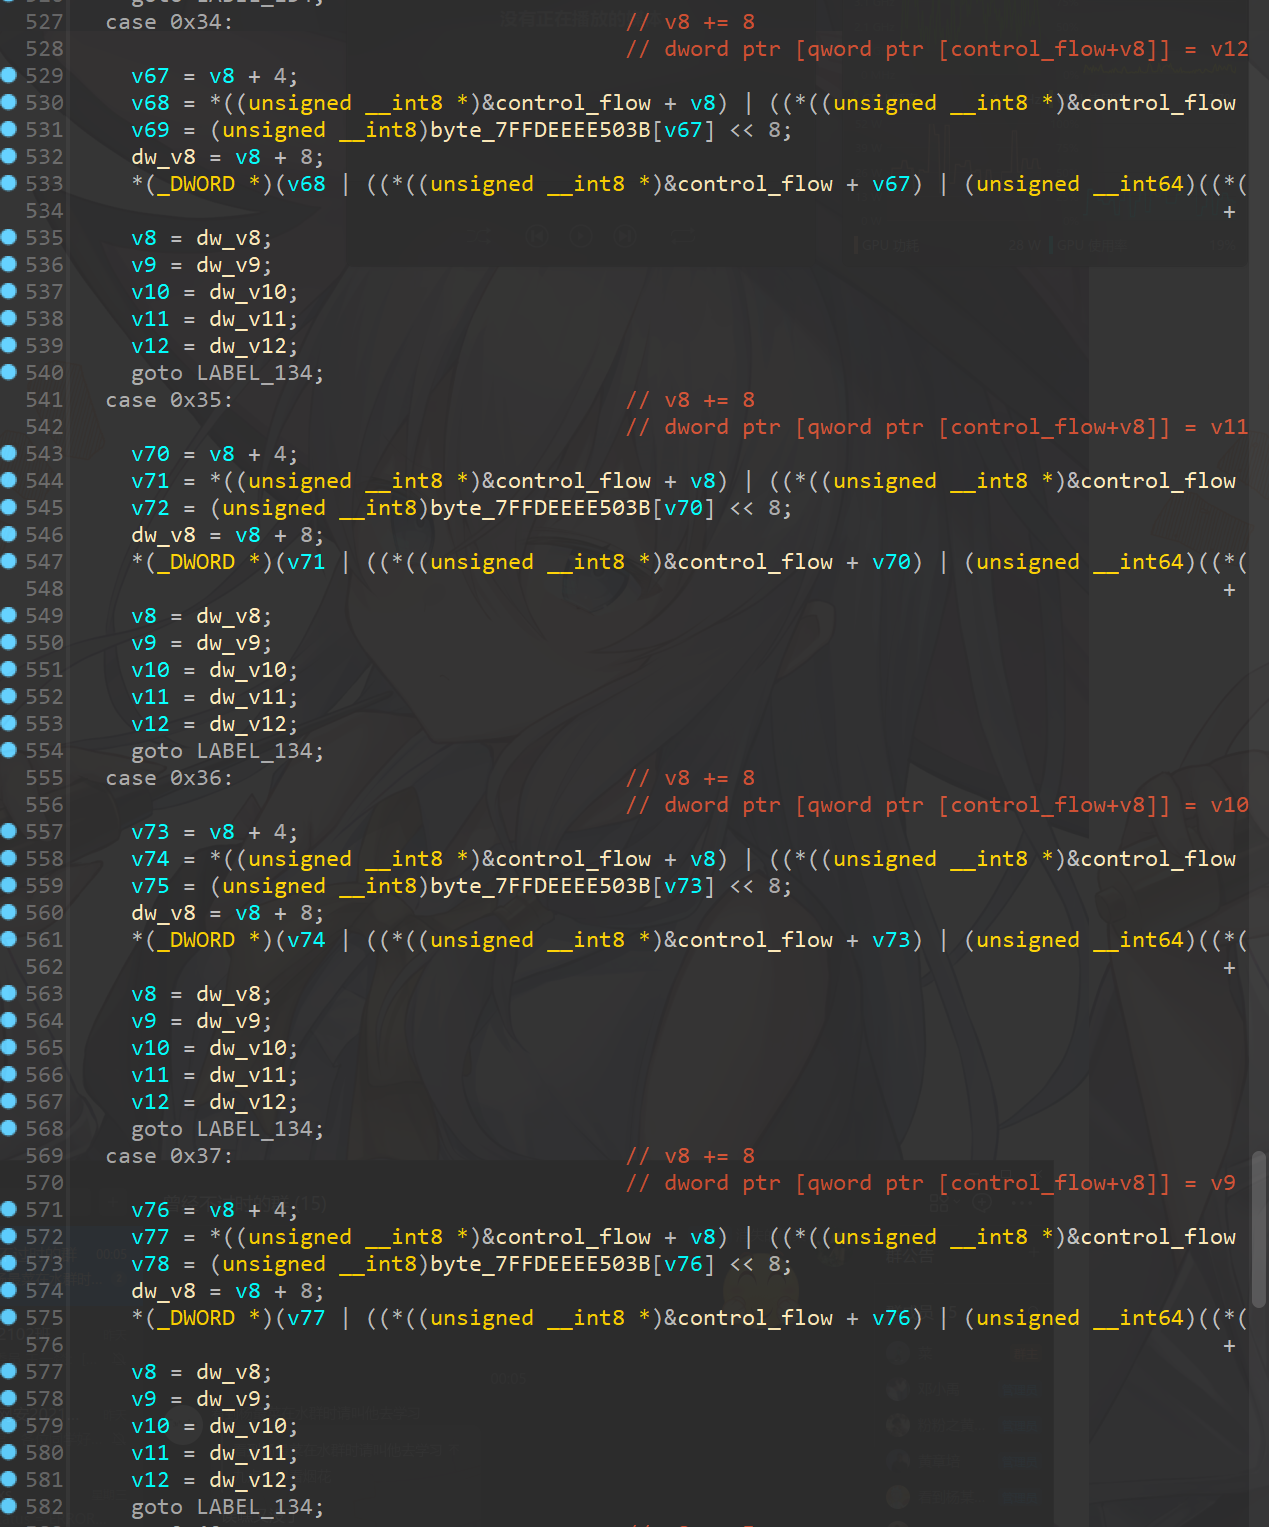 527 case 0x34: // v8 += 8
528 // dword ptr [qword ptr [control_flow+v8]] = v12
529 v67 = v8 + 4;
530 v68 = *((unsigned __int8 *)&control_flow + v8) | ((*((unsigned __int8 *)&control_flow
531 v69 = (unsigned __int8)byte_7FFDEEEE503B[v67] << 8;
532 dw_v8 = v8 + 8;
533 *(_DWORD *)(v68 | ((*((unsigned __int8 *)&control_flow + v67) | (unsigned __int64)((*(
534 +
535 v8 = dw_v8;
536 v9 = dw_v9;
537 v10 = dw_v10;
538 v11 = dw_v11;
539 v12 = dw_v12;
540 goto LABEL_134;
541 case 0x35: // v8 += 8
542 // dword ptr [qword ptr [control_flow+v8]] = v11
543 v70 = v8 + 4;
544 v71 = *((unsigned __int8 *)&control_flow + v8) | ((*((unsigned __int8 *)&control_flow
545 v72 = (unsigned __int8)byte_7FFDEEEE503B[v70] << 8;
546 dw_v8 = v8 + 8;
547 *(_DWORD *)(v71 | ((*((unsigned __int8 *)&control_flow + v70) | (unsigned __int64)((*(
548 +
549 v8 = dw_v8;
550 v9 = dw_v9;
551 v10 = dw_v10;
552 v11 = dw_v11;
553 v12 = dw_v12;
554 goto LABEL_134;
555 case 0x36: // v8 += 8
556 // dword ptr [qword ptr [control_flow+v8]] = v10
557 v73 = v8 + 4;
558 v74 = *((unsigned __int8 *)&control_flow + v8) | ((*((unsigned __int8 *)&control_flow
559 v75 = (unsigned __int8)byte_7FFDEEEE503B[v73] << 8;
560 dw_v8 = v8 + 8;
561 *(_DWORD *)(v74 | ((*((unsigned __int8 *)&control_flow + v73) | (unsigned __int64)((*(
562 +
563 v8 = dw_v8;
564 v9 = dw_v9;
565 v10 = dw_v10;
566 v11 = dw_v11;
567 v12 = dw_v12;
568 goto LABEL_134;
569 case 0x37: // v8 += 8
570 // dword ptr [qword ptr [control_flow+v8]] = v9
571 v76 = v8 + 4;
572 v77 = *((unsigned __int8 *)&control_flow + v8) | ((*((unsigned __int8 *)&control_flow
573 v78 = (unsigned __int8)byte_7FFDEEEE503B[v76] << 8;
574 dw_v8 = v8 + 8;
575 *(_DWORD *)(v77 | ((*((unsigned __int8 *)&control_flow + v76) | (unsigned __int64)((*(
576 +
577 v8 = dw_v8;
578 v9 = dw_v9;
579 v10 = dw_v10;
580 v11 = dw_v11;
581 v12 = dw_v12;
582 goto LABEL_134;